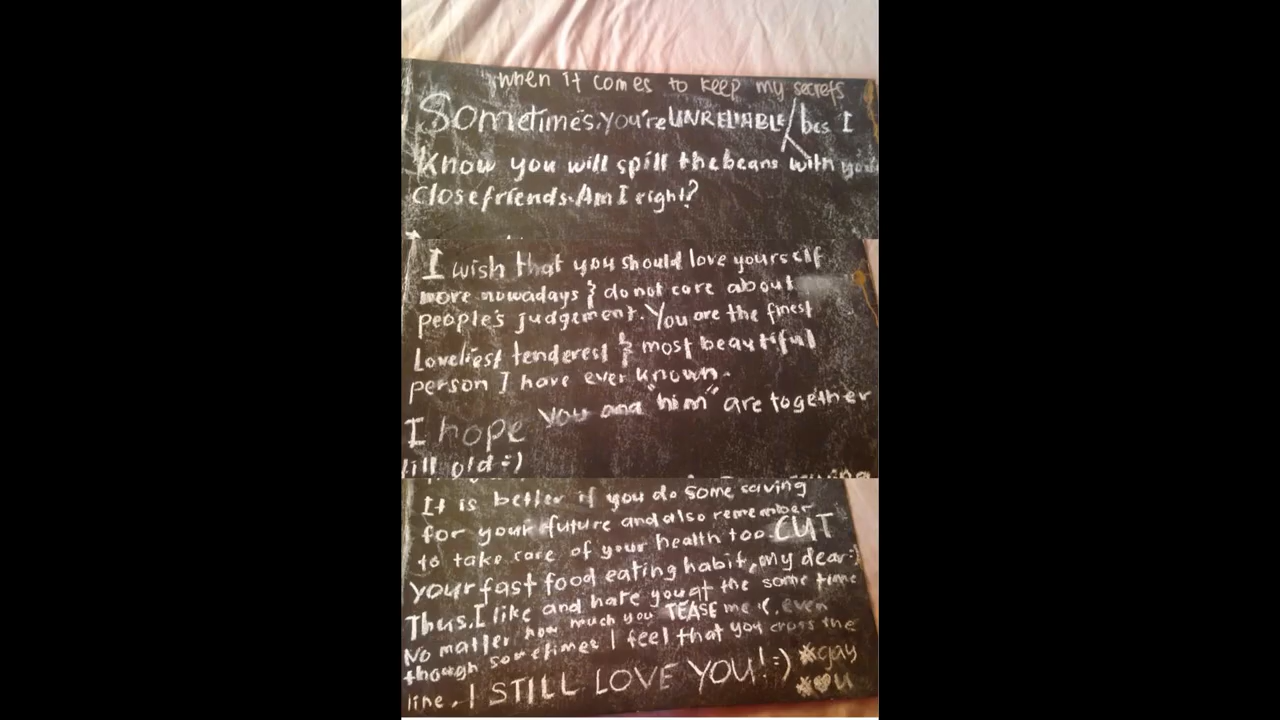 when it comes to keep my secrets
Sometimes, you're UNRELIABLE / bcs I
know you will spill the beans with your
close friends. Am I right?
I wish that you should love yourself
more nowadays & do not care about
people's judgement. You are the finest
Loveliest tenderest & most beautiful
person I have ever known.
I hope you and "him" are together
till old :)
It is better if you do some saving
for your future and also remember
to take care of your health too. CUT
your fast food eating habit, my dear :)
Thus, I like and hate you at the same time
No matter how much you TEASE me :(, even
though sometimes I feel that you cross the
line, I STILL LOVE YOU! :) #gay
#♥u